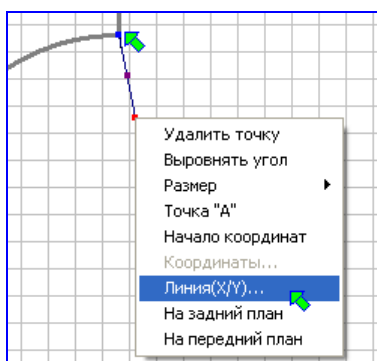 Удалить точку
Выровнять угол
Размер
Точка "А"
Начало координат
Координаты...
Линия(X/Y)...
На задний план
На передний план